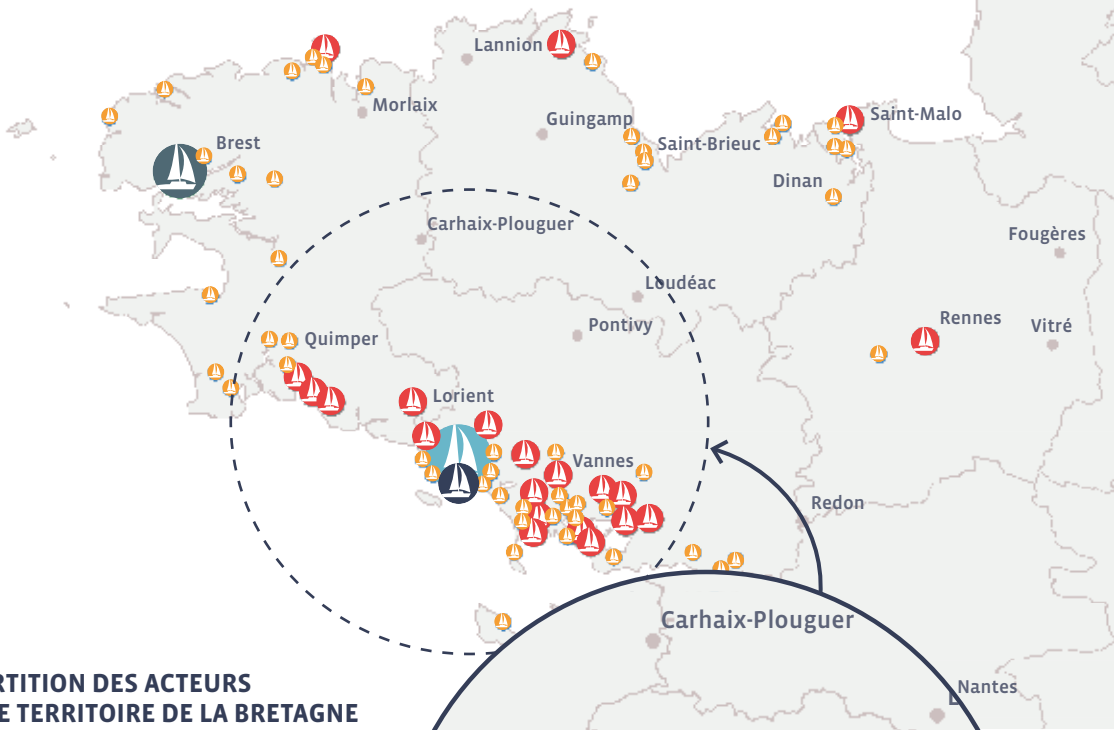 Lannion
Morlaix
Guingamp
Saint-Malo
Brest
Saint-Brieuc
Dinan
Carhaix-Plouguer
Fougères
Loudéac
Pontivy
Rennes
Vitré
Quimper
Lorient
Vannes
Redon
Carhaix-Plouguer
Nantes
RTITION DES ACTEURS
E TERRITOIRE DE LA BRETAGNE